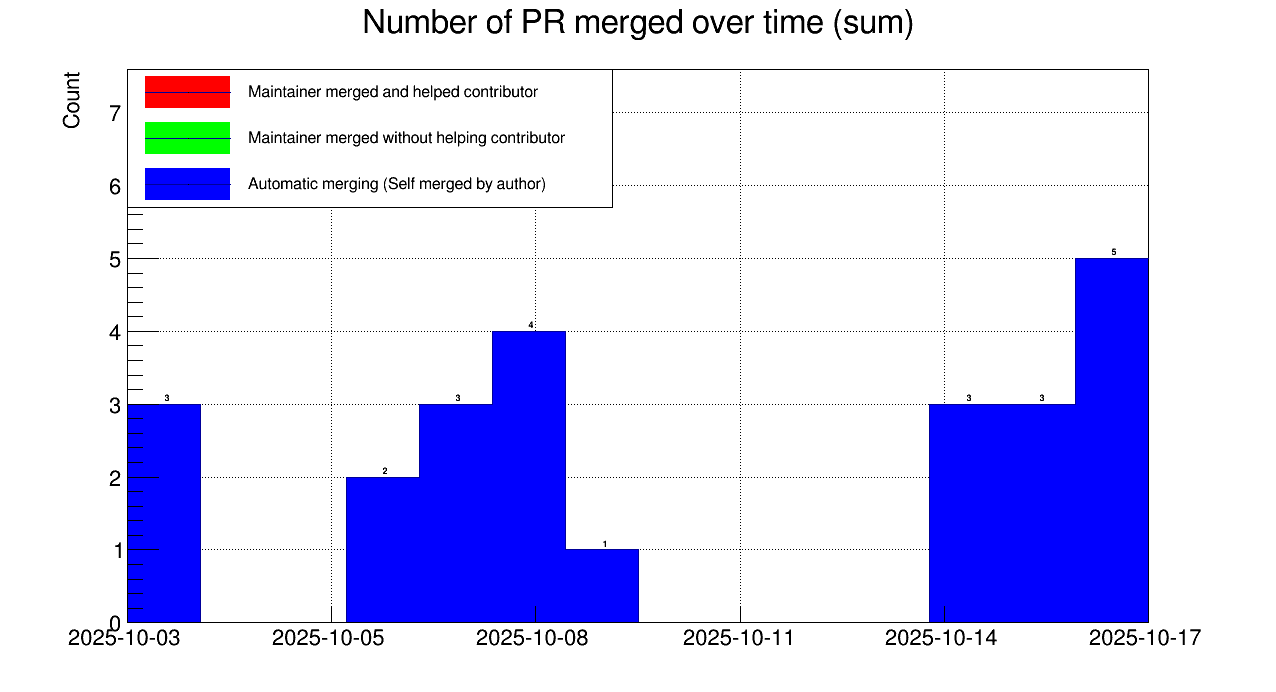 Number of PR merged over time (sum)
Count
Maintainer merged and helped contributor
Maintainer merged without helping contributor
Automatic merging (Self merged by author)
7
6
5
4
3
2
1
0
3
2
3
4
1
3
3
5
2025-10-03 2025-10-05 2025-10-08 2025-10-11 2025-10-14 2025-10-17